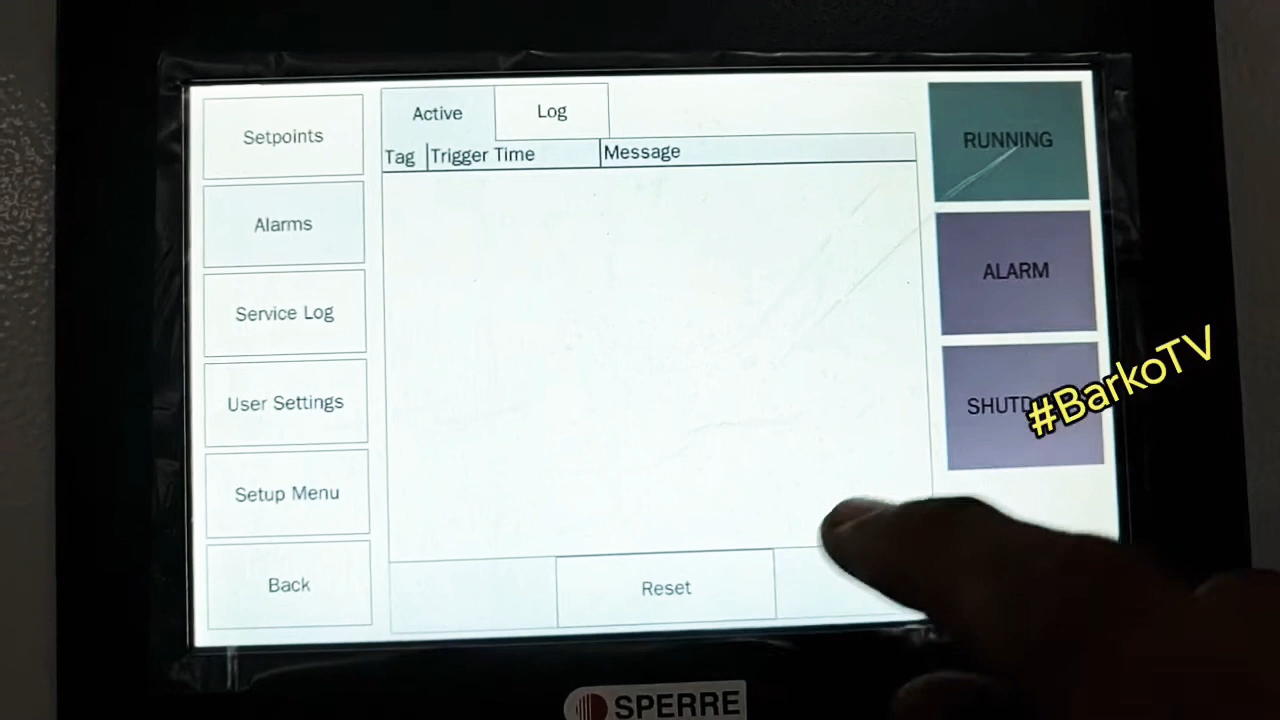 Setpoints
Alarms
Service Log
User Settings
Setup Menu
Back
Active
Log
Tag
Trigger Time
Message
Reset
RUNNING
ALARM
SHUTD
#BarkoTV
SPERRE